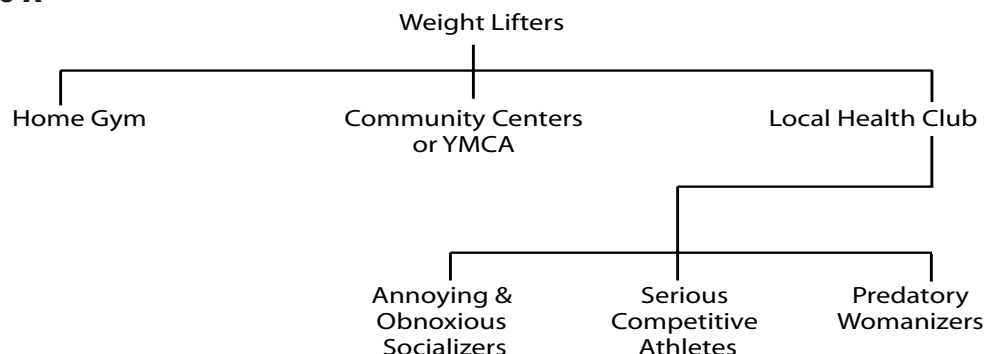 Weight Lifters
Home Gym
Community Centers
or YMCA
Local Health Club
Annoying &
Obnoxious
Socializers
Serious
Competitive
Athletes
Predatory
Womanizers